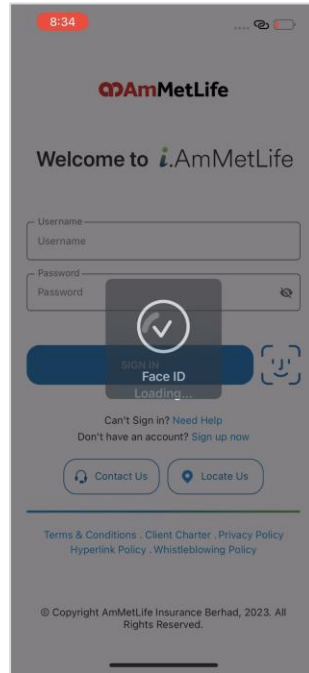 8:34
AmMetLife
Welcome to i.AmMetLife
Username
Username
Password
Password
SIGN IN
Face ID
Loading...
Can't Sign in? Need Help
Don't have an account? Sign up now
Contact Us
Locate Us
Terms & Conditions . Client Charter . Privacy Policy
Hyperlink Policy . Whistleblowing Policy
© Copyright AmMetLife Insurance Berhad, 2023. All
Rights Reserved.